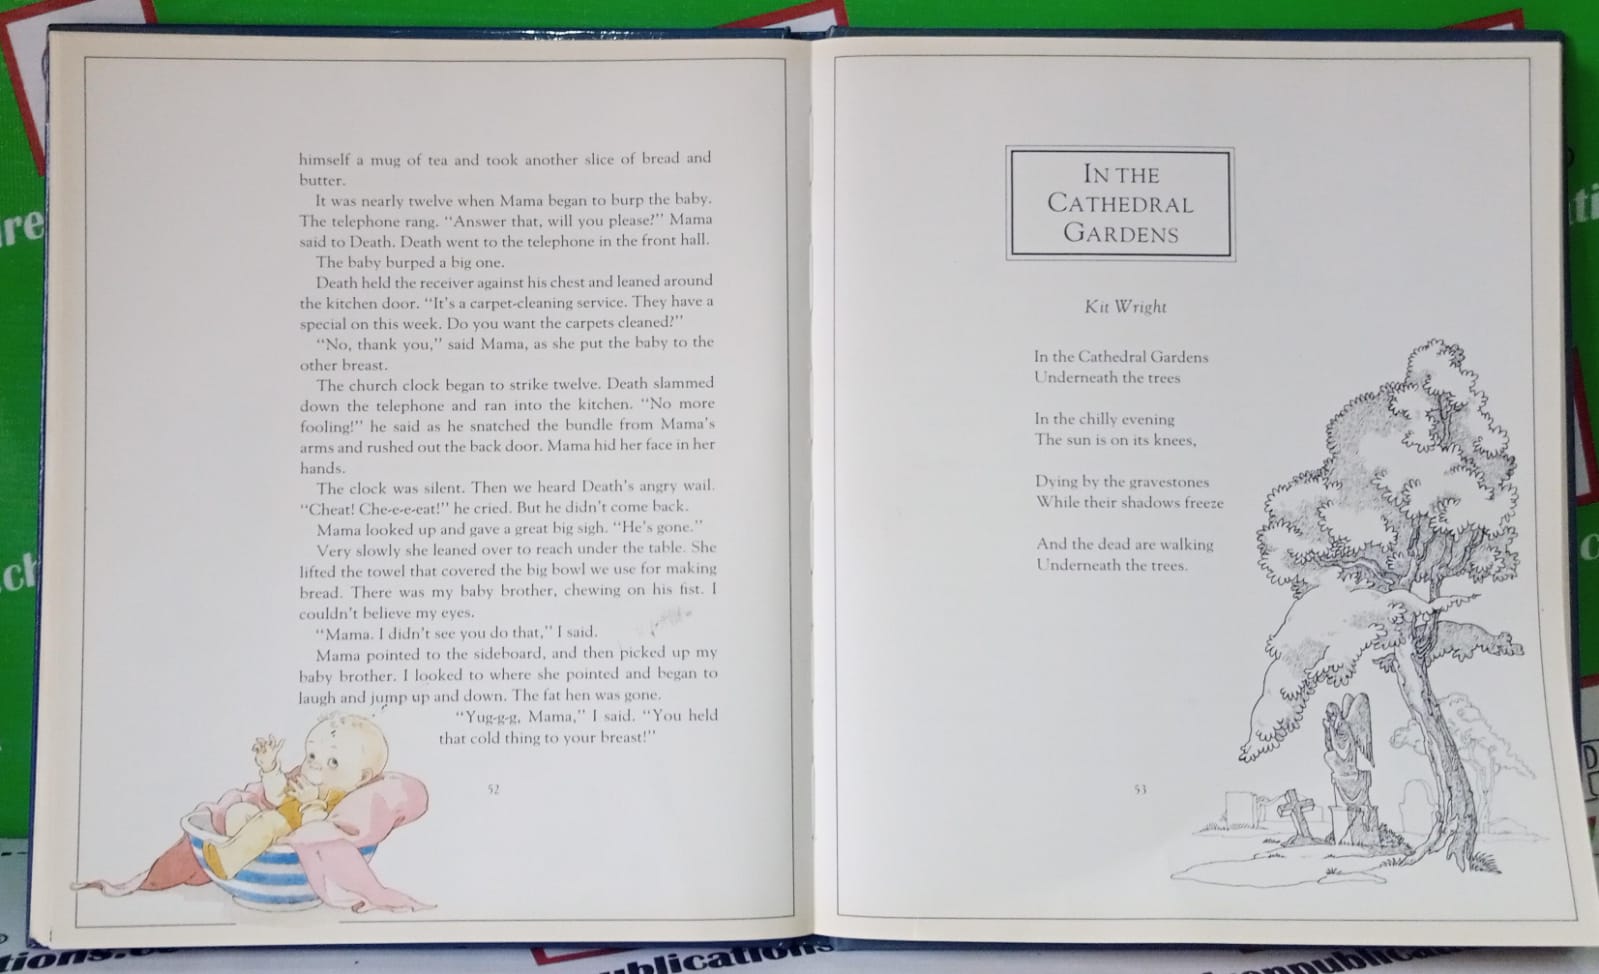 himself a mug of tea and took another slice of bread and
butter.
It was nearly twelve when Mama began to burp the baby.
The telephone rang. “Answer that, will you please?” Mama
said to Death. Death went to the telephone in the front hall.
The baby burped a big one.
Death held the receiver against his chest and leaned around
the kitchen door. “It’s a carpet-cleaning service. They have a
special on this week. Do you want the carpets cleaned?”
“No, thank you,” said Mama, as she put the baby to the
other breast.
The church clock began to strike twelve. Death slammed
down the telephone and ran into the kitchen. “No more
fooling!” he said as he snatched the bundle from Mama’s
arms and rushed out the back door. Mama hid her face in her
hands.
The clock was silent. Then we heard Death’s angry wail.
“Cheat! Che-e-e-eat!” he cried. But he didn’t come back.
Mama looked up and gave a great big sigh. “He’s gone.”
Very slowly she leaned over to reach under the table. She
lifted the towel that covered the big bowl we use for making
bread. There was my baby brother, chewing on his fist. I
couldn’t believe my eyes.
“Mama. I didn’t see you do that,” I said.
Mama pointed to the sideboard, and then picked up my
baby brother. I looked to where she pointed and began to
laugh and jump up and down. The fat hen was gone.
“Yug-g-g, Mama,” I said. “You held
that cold thing to your breast!”
52
IN THE
CATHEDRAL
GARDENS
Kit Wright
In the Cathedral Gardens
Underneath the trees
In the chilly evening
The sun is on its knees,
Dying by the gravestones
While their shadows freeze
And the dead are walking
Underneath the trees.
53